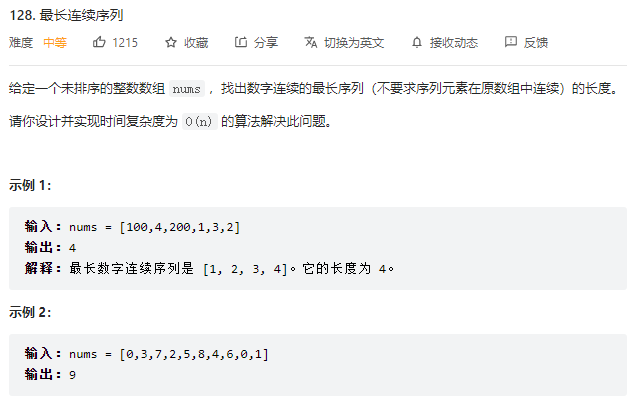 128. 最长连续序列
难度 中等 1215 收藏 分享 切换为英文 接收动态 反馈
给定一个未排序的整数数组 nums ，找出数字连续的最长序列（不要求序列元素在原数组中连续）的长度。
请你设计并实现时间复杂度为 O(n) 的算法解决此问题。
示例 1：
输入：nums = [100,4,200,1,3,2]
输出：4
解释：最长数字连续序列是 [1, 2, 3, 4]。它的长度为 4。
示例 2：
输入：nums = [0,3,7,2,5,8,4,6,0,1]
输出：9